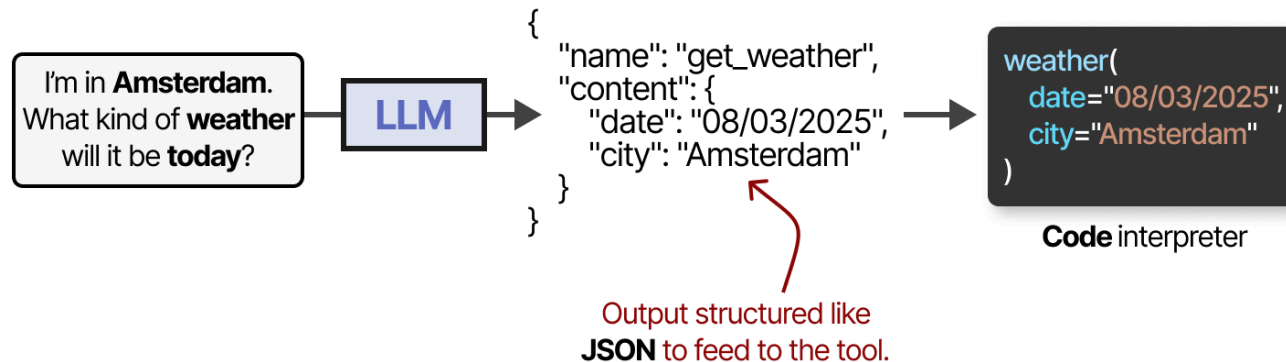 I'm in Amsterdam.
What kind of weather
will it be today?
LLM
{
"name": "get_weather",
"content": {
"date": "08/03/2025",
"city": "Amsterdam"
}
}
weather(
date="08/03/2025",
city="Amsterdam"
)
Code interpreter
Output structured like
JSON to feed to the tool.